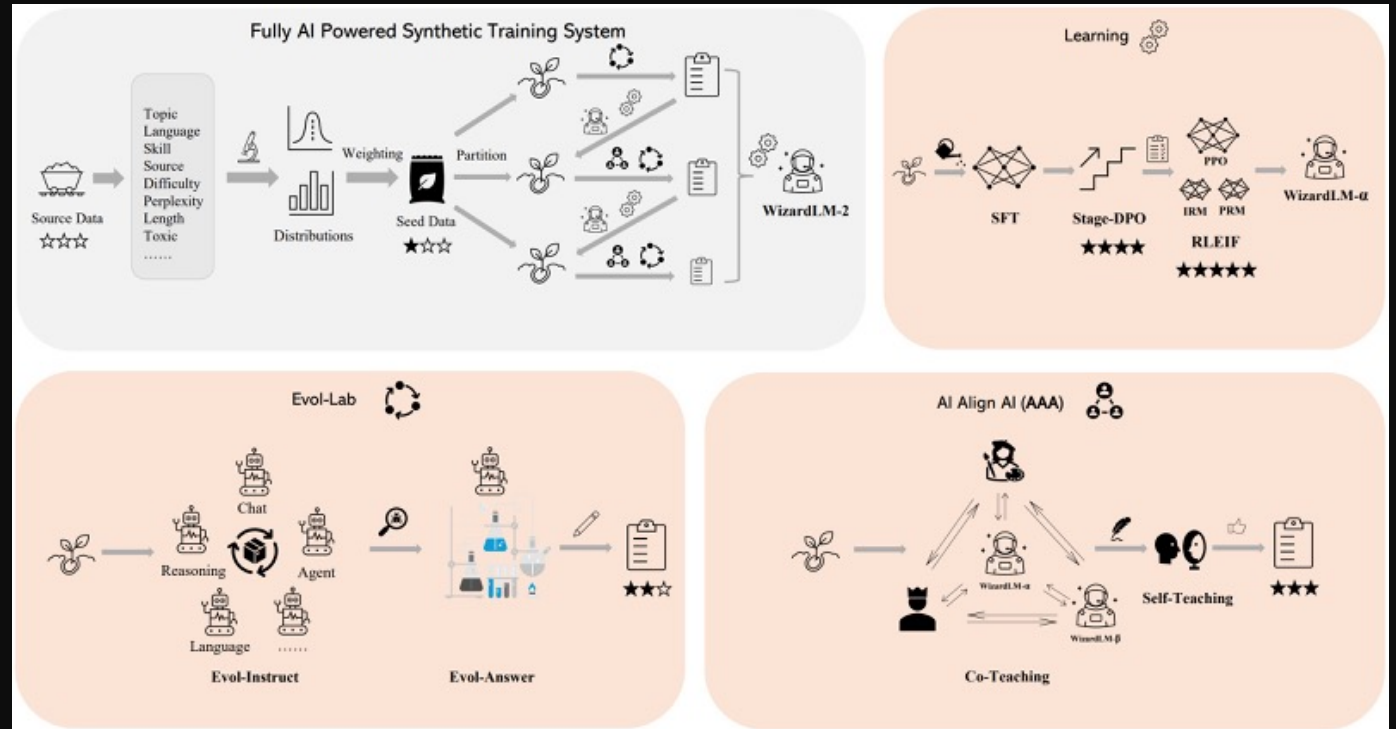 Fully AI Powered Synthetic Training System
Topic
Language
Skill
Source
Difficulty
Perplexity
Length
Toxic
......
Source Data
Distributions
Weighting
Seed Data
Partition
WizardLM-2
Learning
SFT
Stage-DPO
PPO
IRM PRM
RLEIF
WizardLM-α
Evol-Lab
Chat
Reasoning
Agent
Language
......
Evol-Instruct
Evol-Answer
AI Align AI (AAA)
WizardLM-α
WizardLM-β
Co-Teaching
Self-Teaching